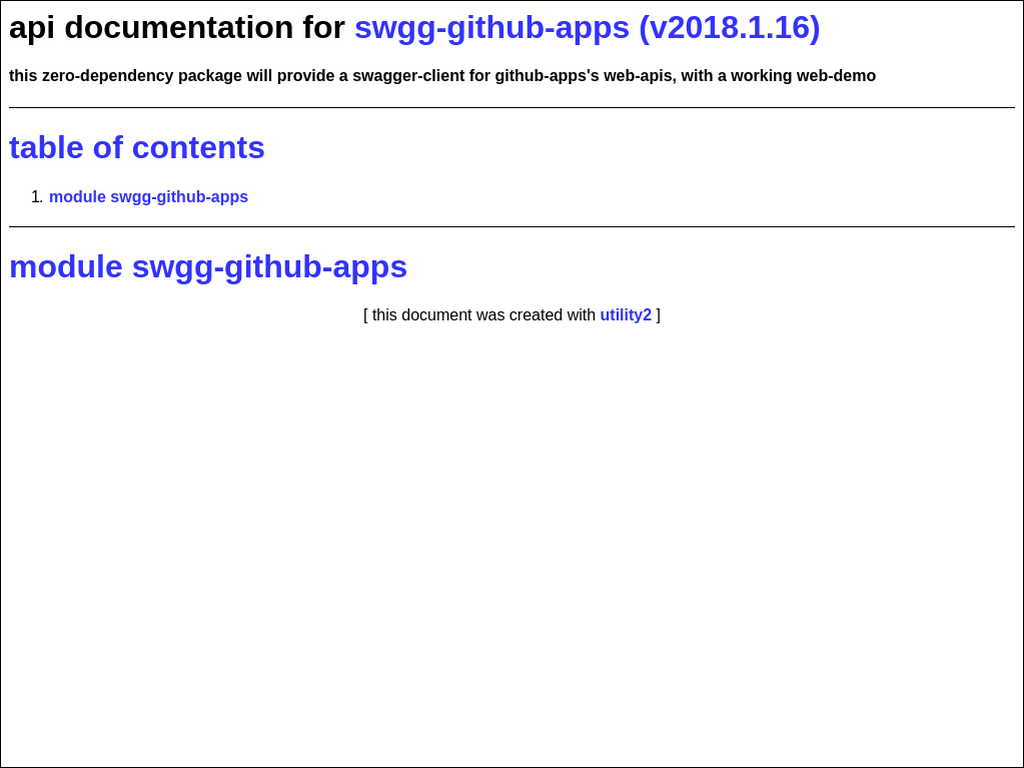 api documentation for swgg-github-apps (v2018.1.16)
this zero-dependency package will provide a swagger-client for github-apps's web-apis, with a working web-demo
table of contents
1. module swgg-github-apps
module swgg-github-apps
[ this document was created with utility2 ]